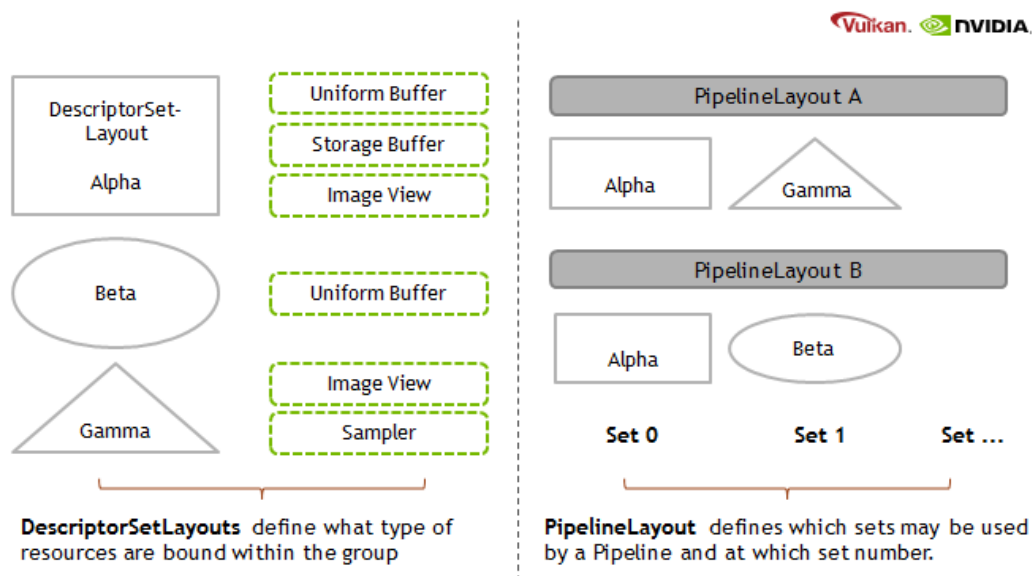 Vulkan. NVIDIA.
DescriptorSet-
Layout
Alpha
Uniform Buffer
Storage Buffer
Image View
Beta
Uniform Buffer
Gamma
Image View
Sampler
DescriptorSetLayouts define what type of
resources are bound within the group
PipelineLayout A
Alpha
Gamma
PipelineLayout B
Alpha
Beta
Set 0 Set 1 Set ...
PipelineLayout defines which sets may be used
by a Pipeline and at which set number.